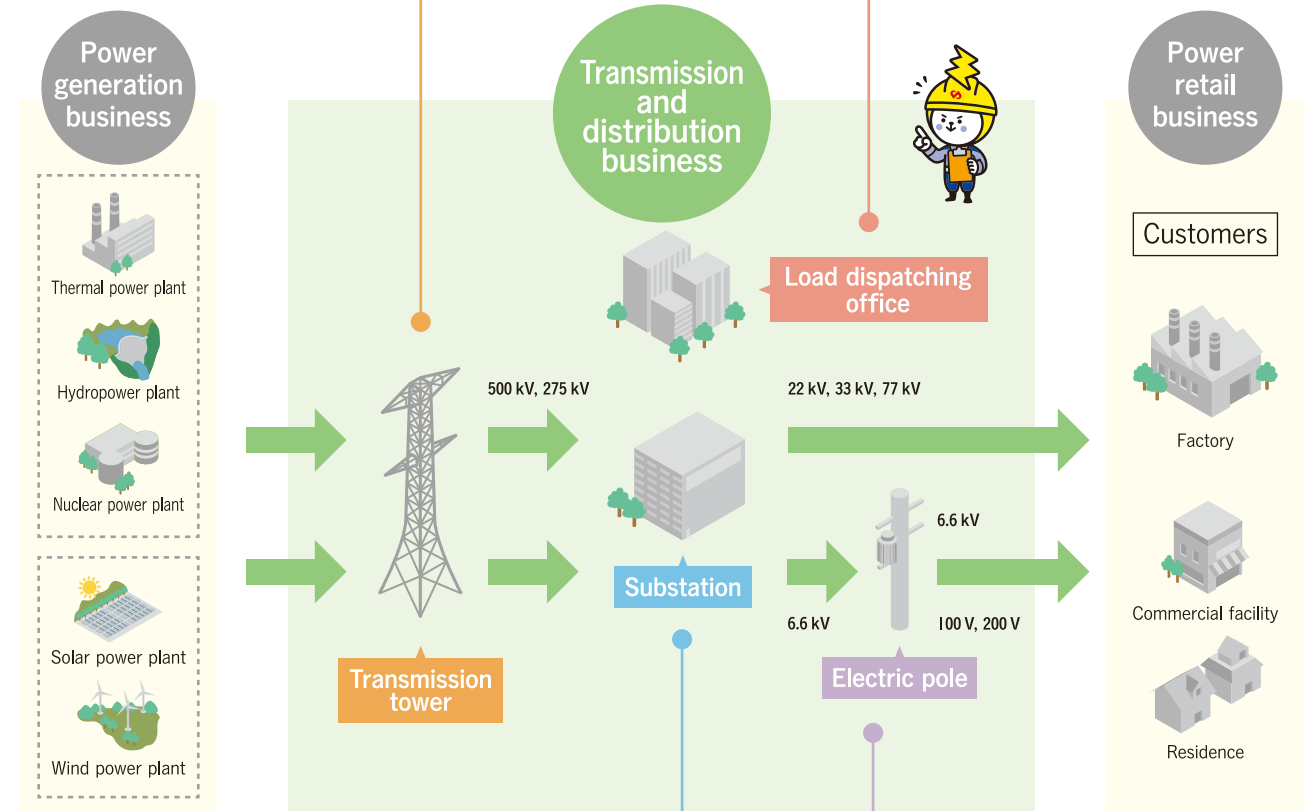 Power
generation
business
Thermal power plant
Hydropower plant
Nuclear power plant
Solar power plant
Wind power plant
Transmission
and
distribution
business
S
Load dispatching
office
500 kV, 275 kV
22 kV, 33 kV, 77 kV
Transmission
tower
Substation
6.6 kV
6.6 kV
100 V, 200 V
Electric pole
Power
retail
business
Customers
Factory
Commercial facility
Residence